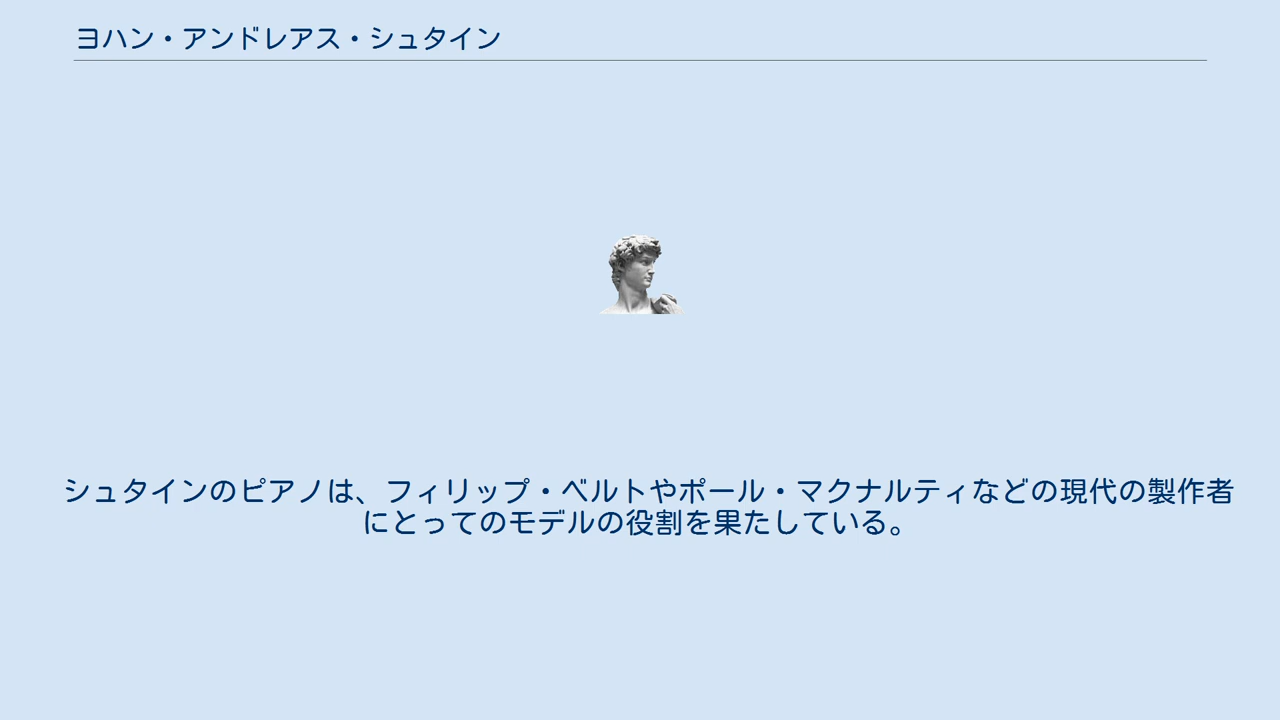 ヨハン・アンドレアス・シュタイン
シュタインのピアノは、フィリップ・ベルトやポール・マクナルティなどの現代の製作者
にとってのモデルの役割を果たしている。